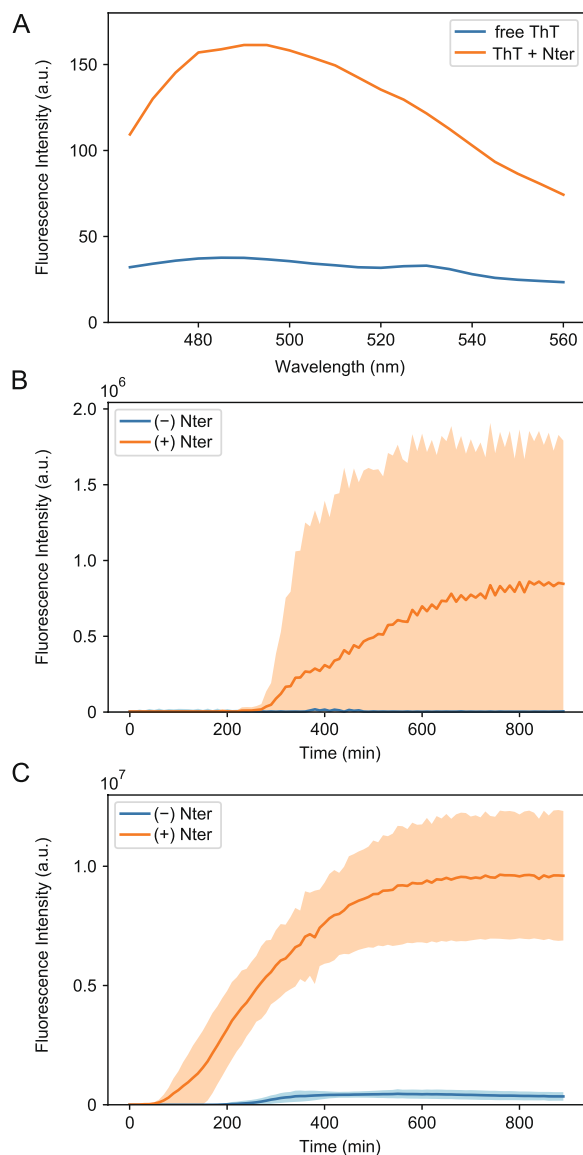 A
free ThT
ThT + Nter
150
100
50
0
Fluorescence Intensity (a.u.)
480 500 520 540 560
Wavelength (nm)
B
10^6
(−) Nter
(+) Nter
2.0
1.5
1.0
0.5
0
Fluorescence Intensity (a.u.)
0 200 400 600 800
Time (min)
C
10^7
(−) Nter
(+) Nter
1.0
0.5
0
Fluorescence Intensity (a.u.)
0 200 400 600 800
Time (min)